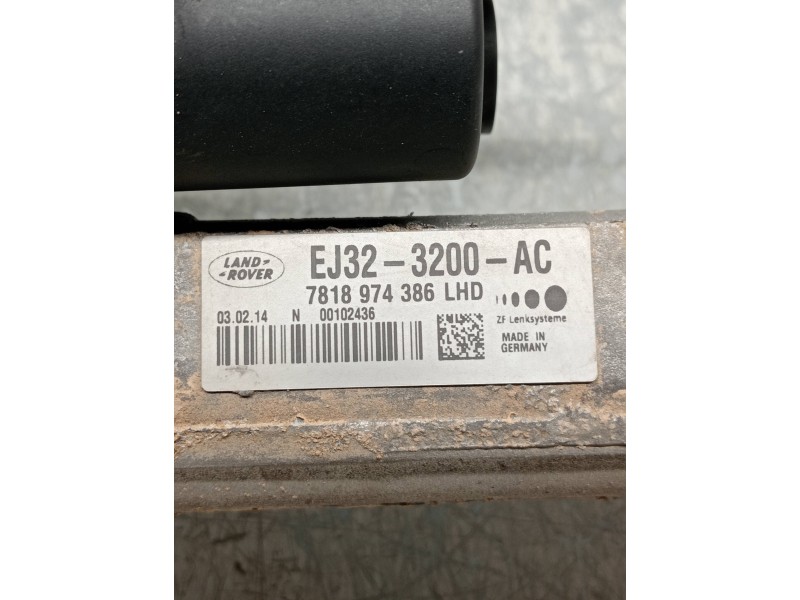 LAND-
-ROVER
EJ32-3200-AC
7818 974 386 LHD
03.02.14 N 00102436
ZF Lenksysteme
MADE IN
GERMANY